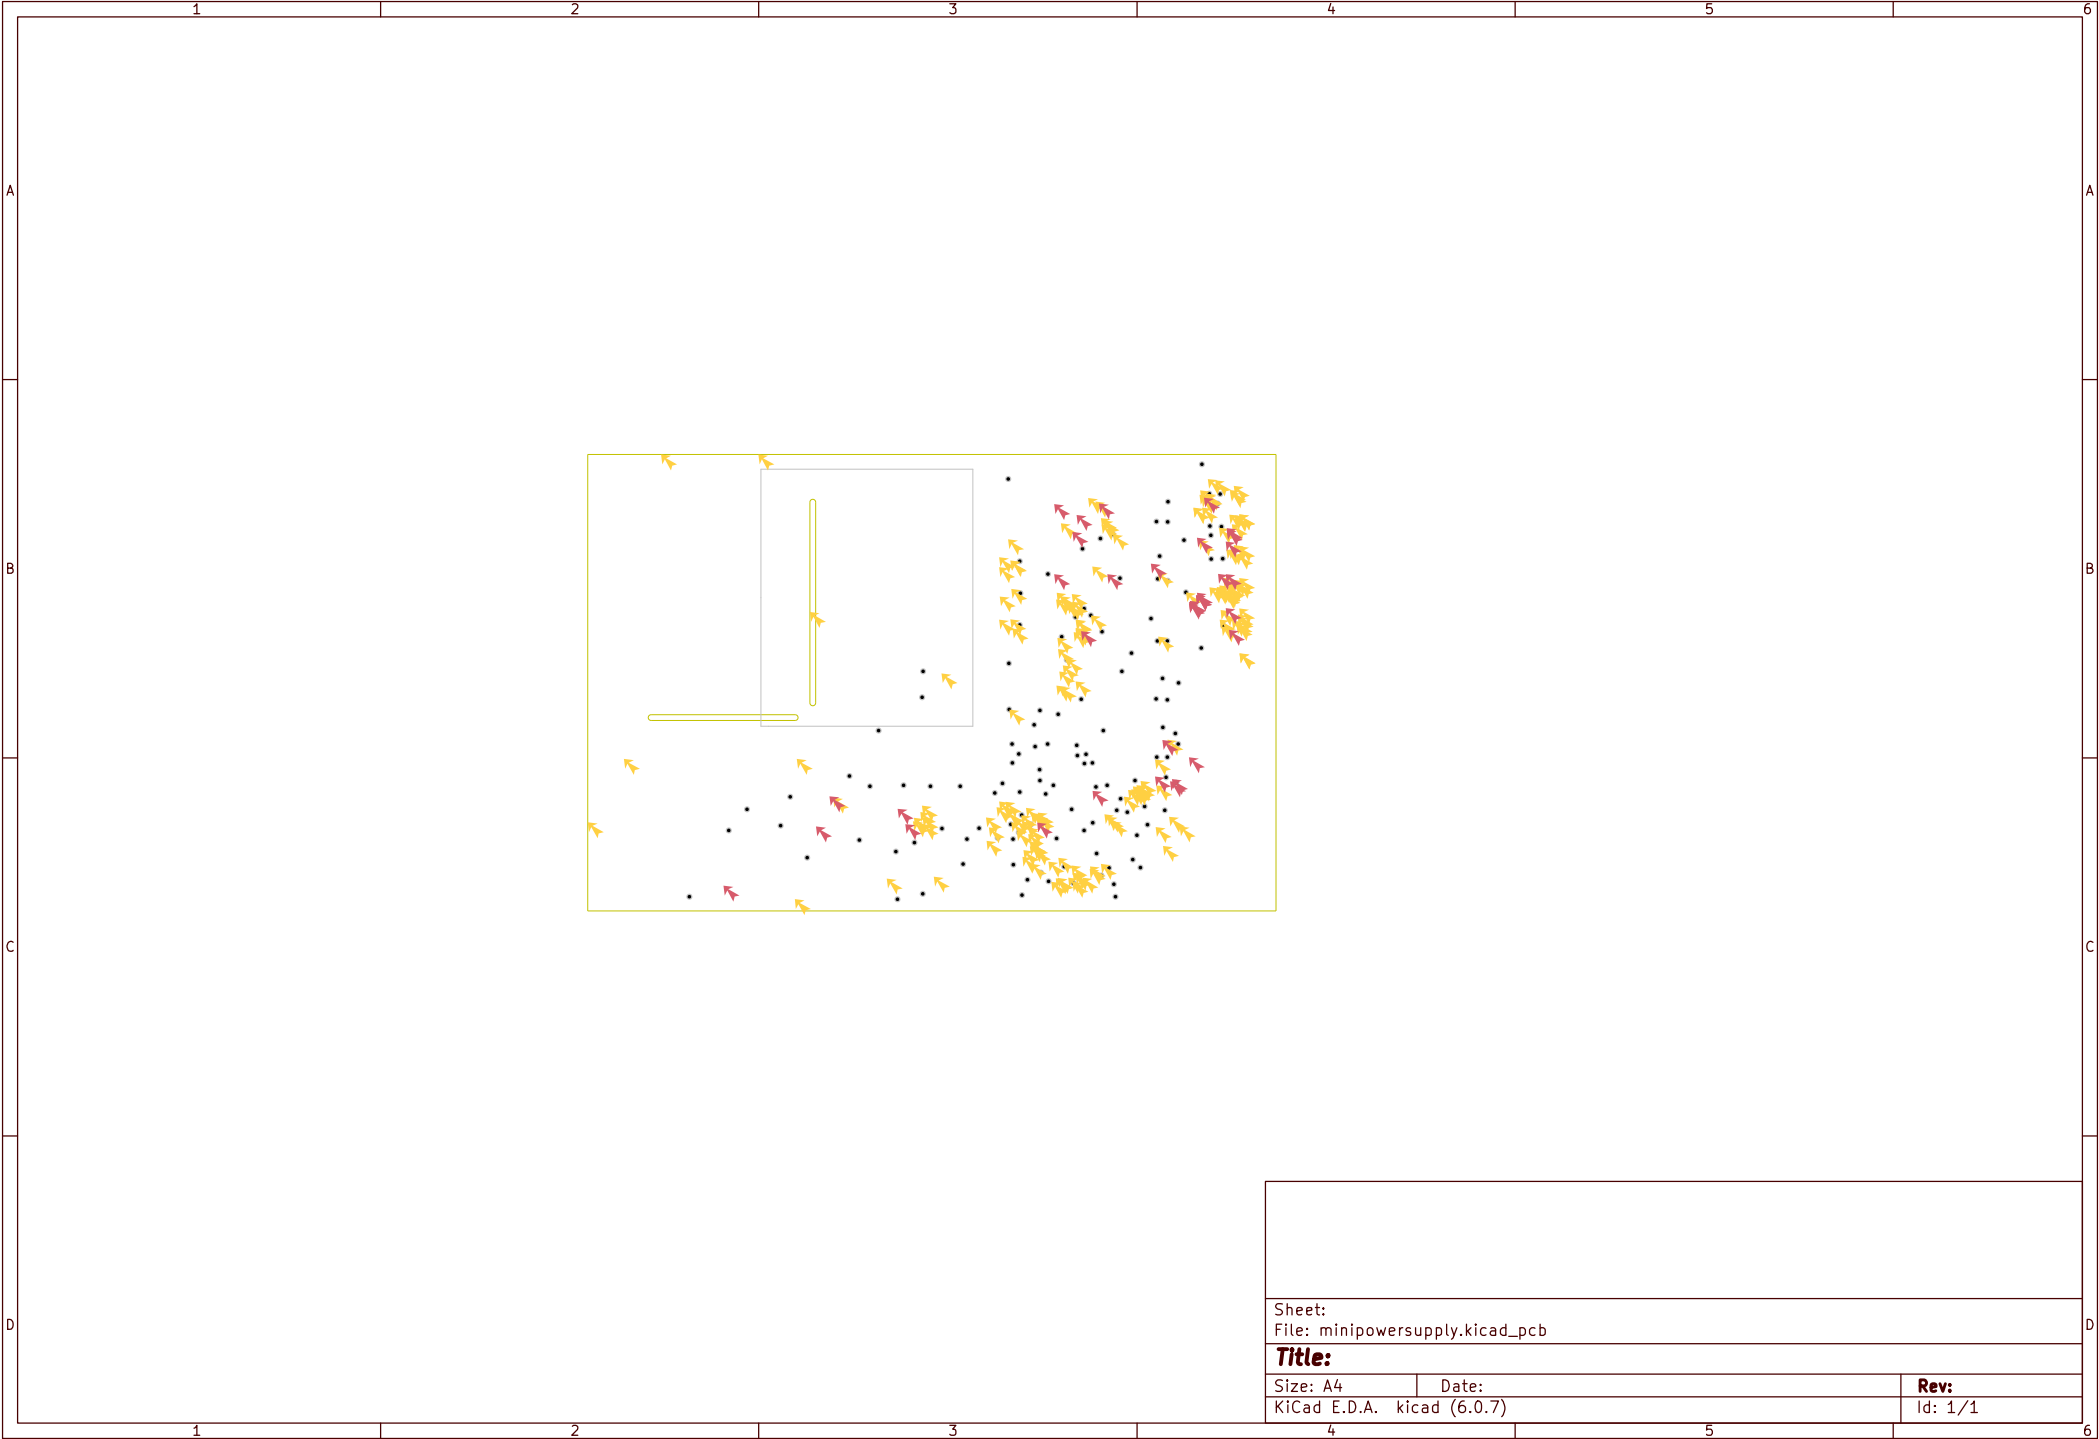 1 2 3 4 5 6
A A
B B
C C
D D
Sheet:
File: minipowersupply.kicad_pcb
Title:
Size: A4 Date: Rev:
KiCad E.D.A. kicad (6.0.7) Id: 1/1
1 2 3 4 5 6